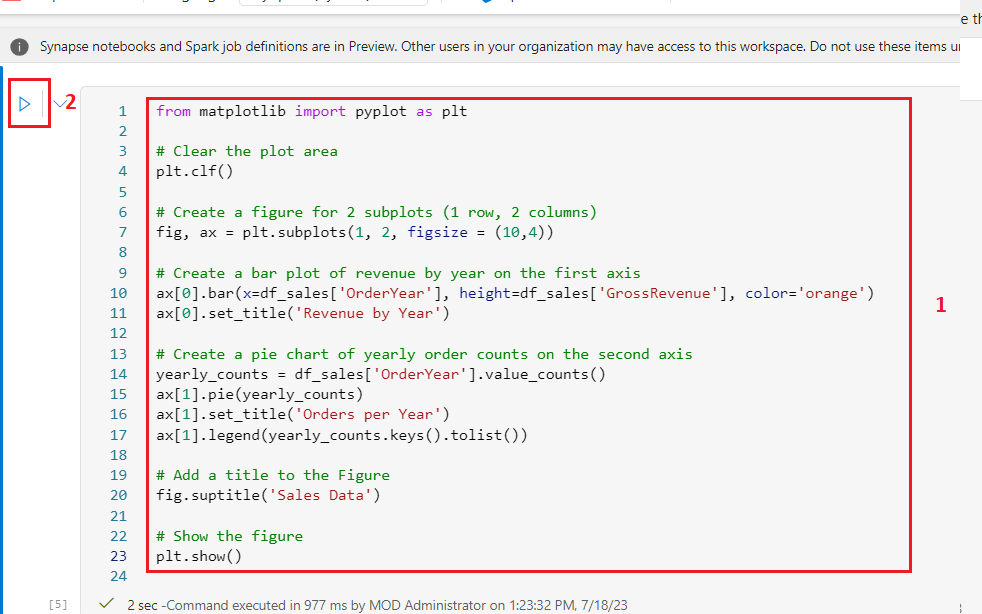 e th
Synapse notebooks and Spark job definitions are in Preview. Other users in your organization may have access to this workspace. Do not use these items
2
1 from matplotlib import pyplot as plt
2
3 # Clear the plot area
4 plt.clf()
5
6 # Create a figure for 2 subplots (1 row, 2 columns)
7 fig, ax = plt.subplots(1, 2, figsize = (10,4))
8
9 # Create a bar plot of revenue by year on the first axis
10 ax[0].bar(x=df_sales['OrderYear'], height=df_sales['GrossRevenue'], color='orange')
11 ax[0].set_title('Revenue by Year')
12
1
13 # Create a pie chart of yearly order counts on the second axis
14 yearly_counts = df_sales['OrderYear'].value_counts()
15 ax[1].pie(yearly_counts)
16 ax[1].set_title('Orders per Year')
17 ax[1].legend(yearly_counts.keys().tolist())
18
19 # Add a title to the Figure
20 fig.suptitle('Sales Data')
21
22 # Show the figure
23 plt.show()
24
[5] 2 sec -Command executed in 977 ms by MOD Administrator on 1:23:32 PM, 7/18/23